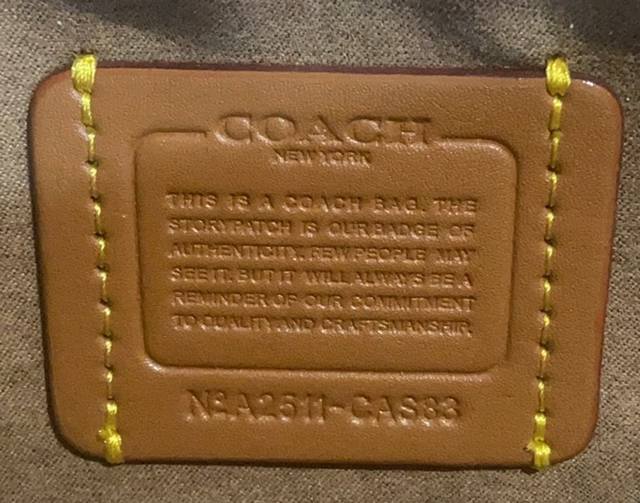 COACH
NEW YORK
THIS IS A COACH BAG. THE
STORYPATCH IS OUR BADGE OF
AUTHENTICITY. FEW PEOPLE MAY
SEE IT. BUT IT WILL ALWAYS BE A
REMINDER OF OUR COMMITMENT
TO QUALITY AND CRAFTSMANSHIP.
Nº A2511-CAS83